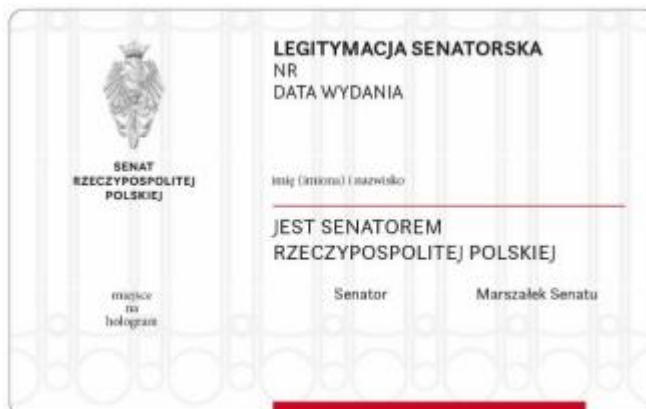 LEGITYMACJA SENATORSKA
NR
DATA WYDANIA
SENAT
RZECZYPOSPOLITEJ
POLSKIEJ
imię (imiona) i nazwisko
JEST SENATOREM
RZECZYPOSPOLITEJ POLSKIEJ
Senator
Marszałek Senatu
miejsce
na
hologram